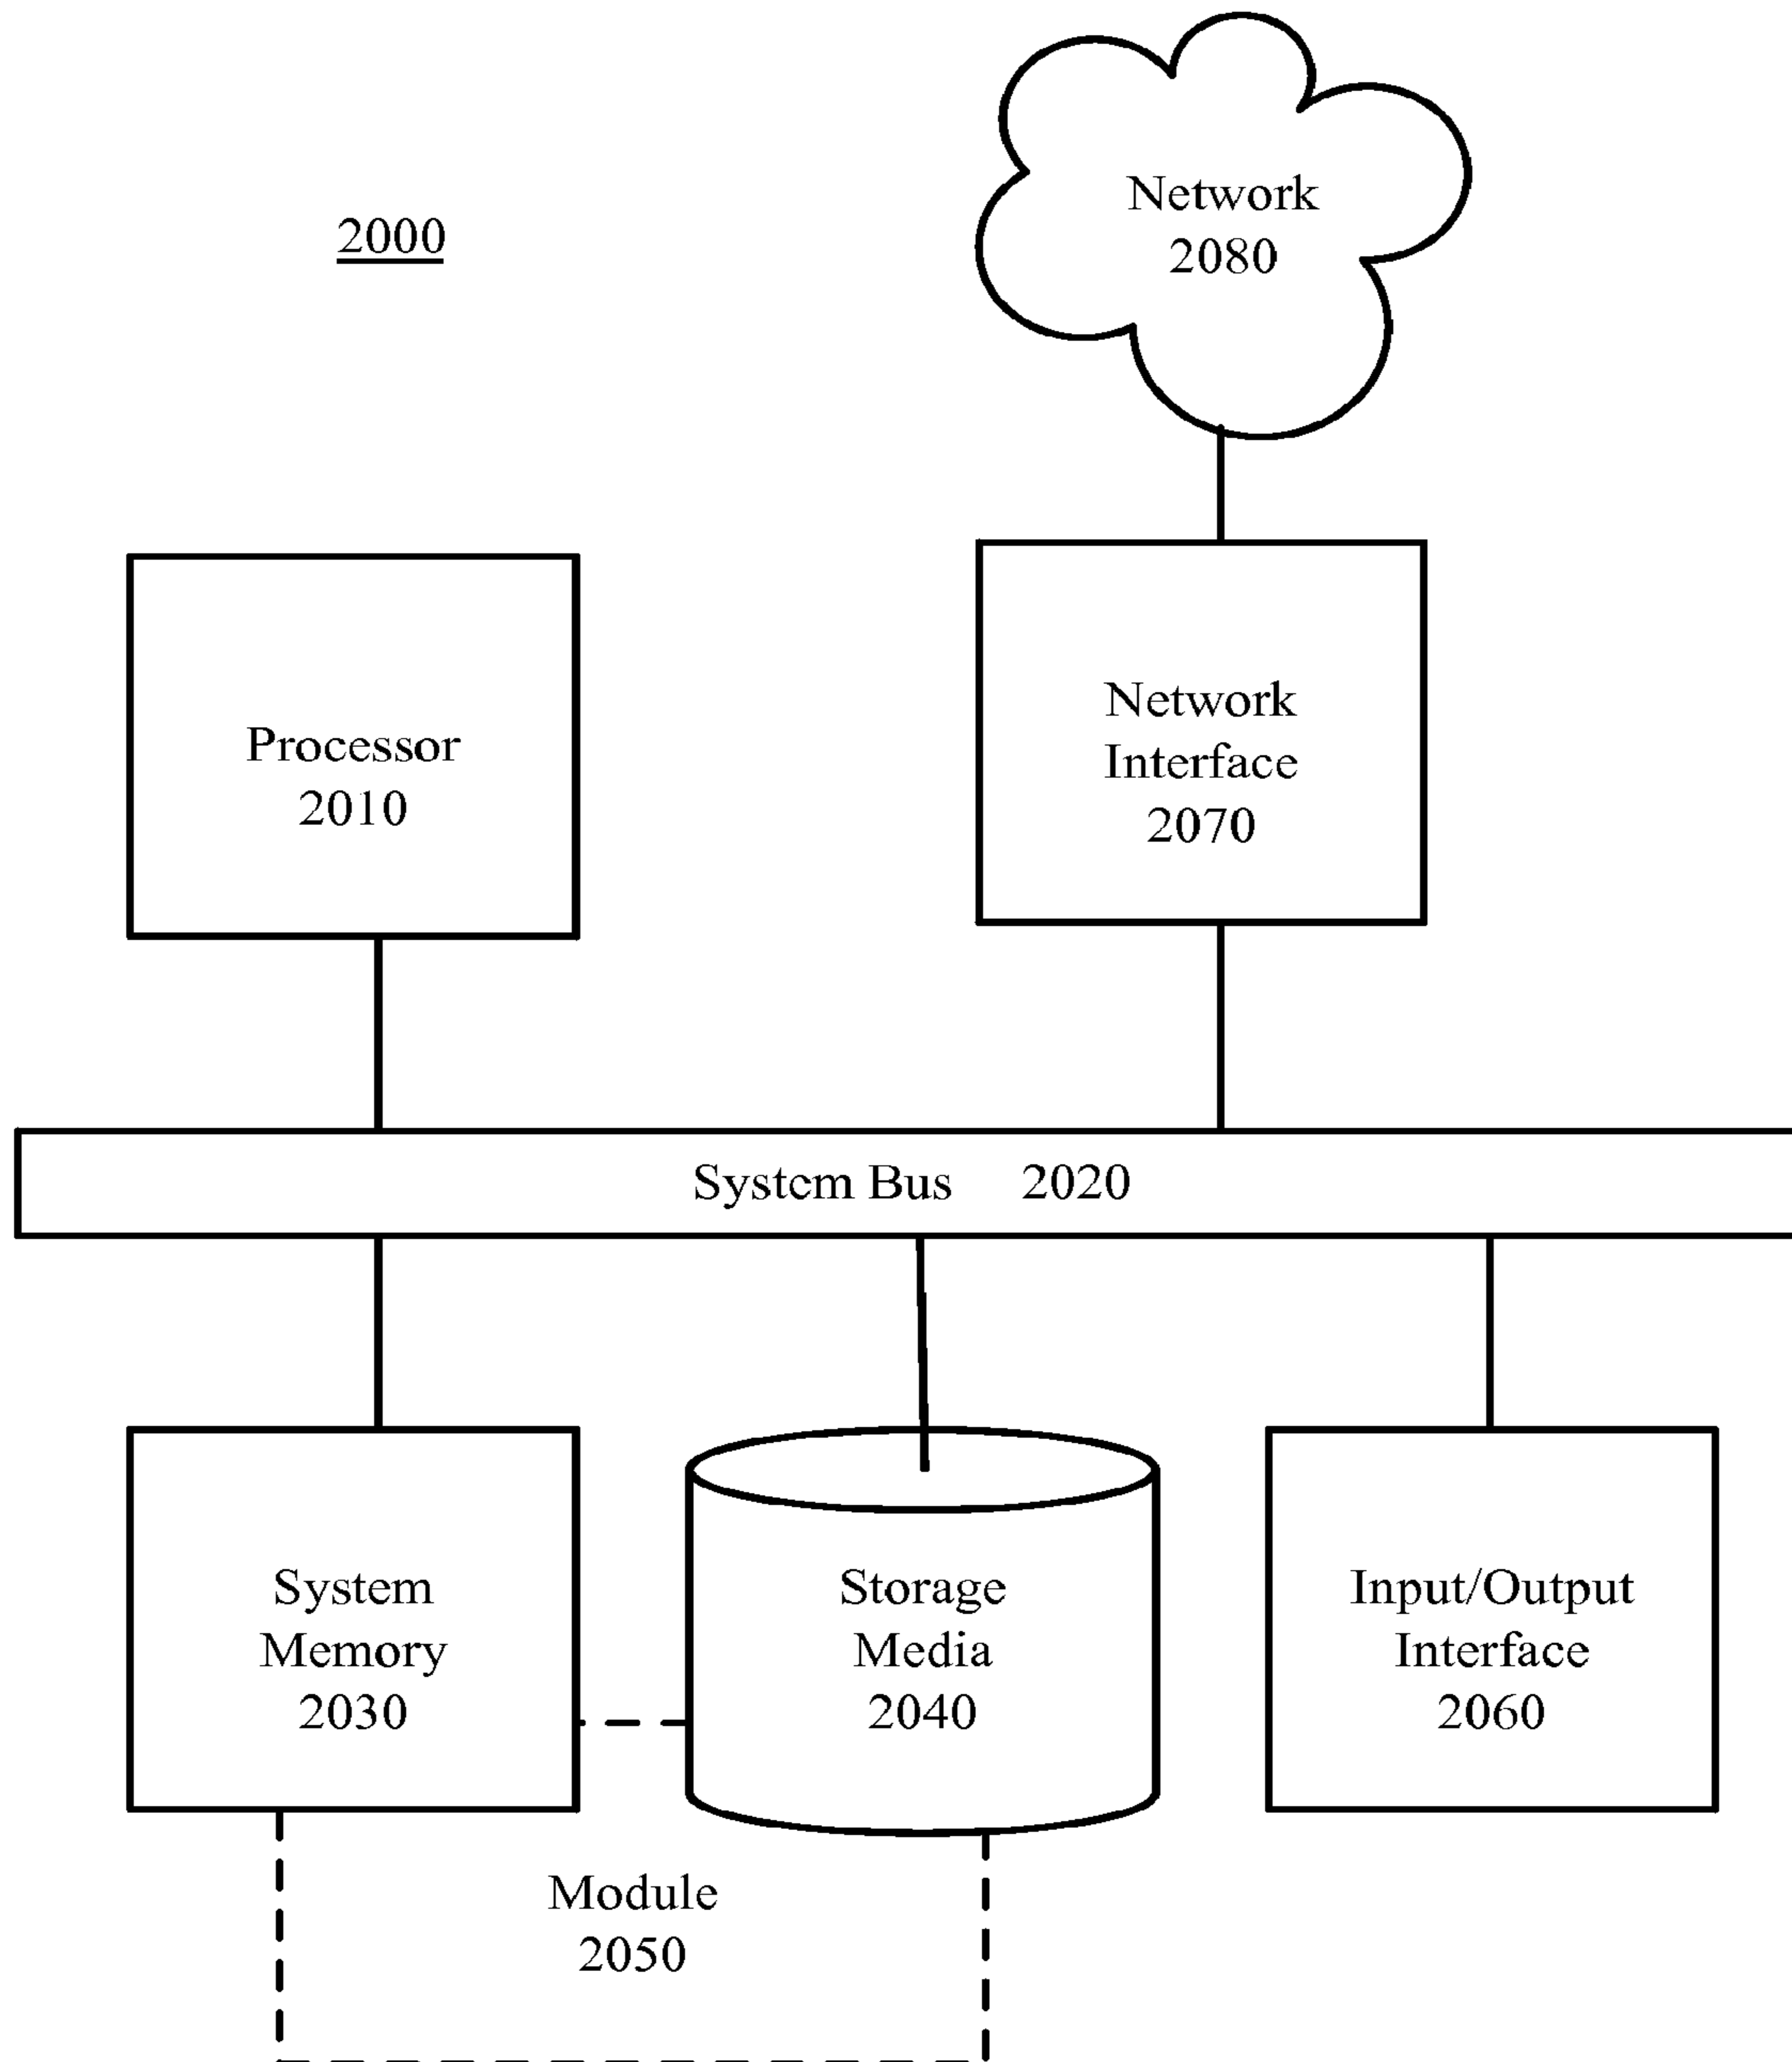 Network
2080
2000
Network
Interface
2070
Processor
2010
System Bus 2020
System
Memory
2030
Storage
Media
2040
Input/Output
Interface
2060
Module
2050